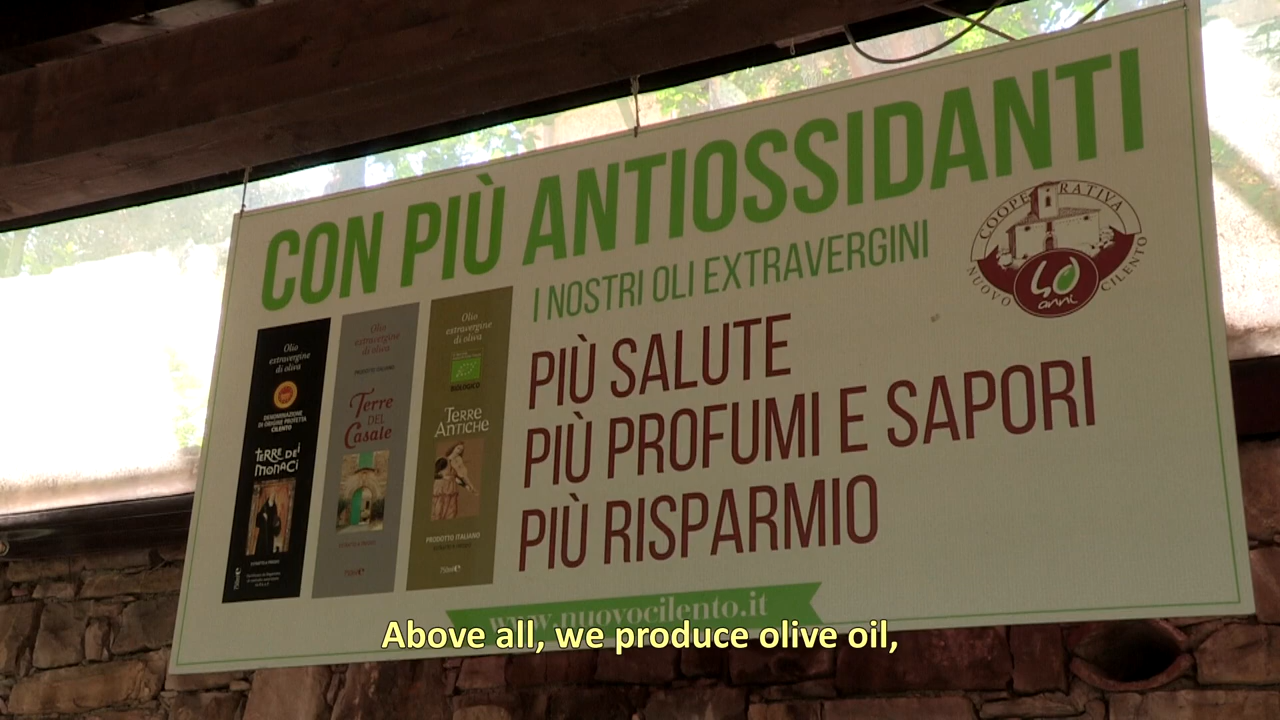 CON PIÙ ANTIOSSIDANTI
I NOSTRI OLI EXTRAVERGINI
COOPERATIVA
NUOVO CILENTO
40
anni
PIÙ SALUTE
PIÙ PROFUMI E SAPORI
PIÙ RISPARMIO
Olio
extravergine
di oliva
DENOMINAZIONE
DI ORIGINE PROTETTA
CILENTO
TERRE DEI
MONACI
750ml e
Olio
extravergine
di oliva
PRODOTTO ITALIANO
Terre
DEL
Casale
750ml e
Olio
extravergine
di oliva
BIOLOGICO
TERRE
ANTICHE
PRODOTTO ITALIANO
750ml e
www.nuovocilento.it
Above all, we produce olive oil,